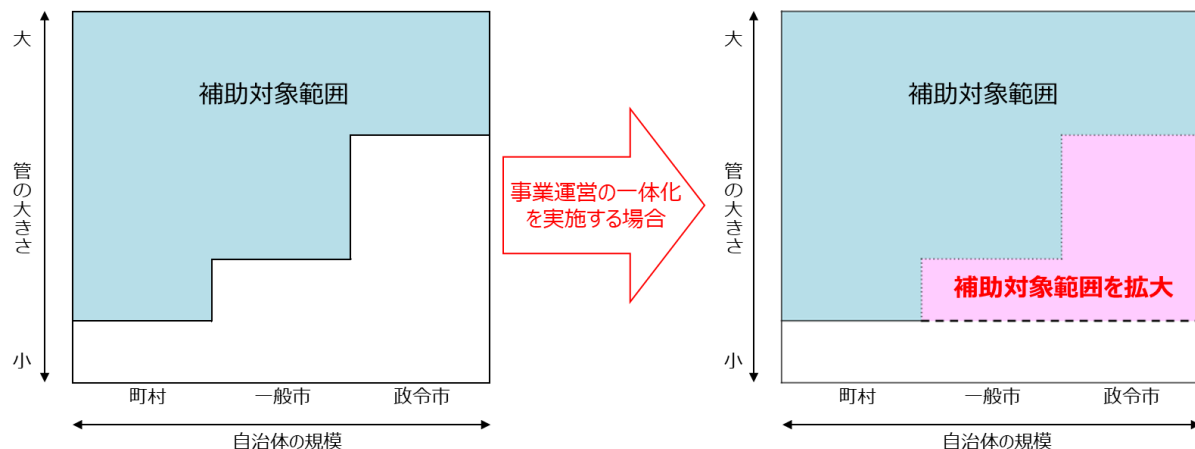 大
管の大きさ
小
補助対象範囲
町村
一般市
政令市
自治体の規模
事業運営の一体化
を実施する場合
大
管の大きさ
小
補助対象範囲
補助対象範囲を拡大
町村
一般市
政令市
自治体の規模